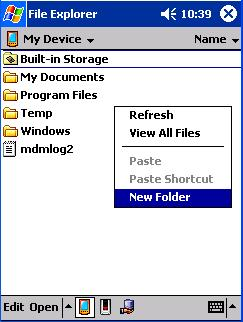 File Explorer 10:39
My Device Name
Built-in Storage
My Documents
Program Files
Temp
Windows
mdmlog2
Refresh
View All Files
Paste
Paste Shortcut
New Folder
Edit Open